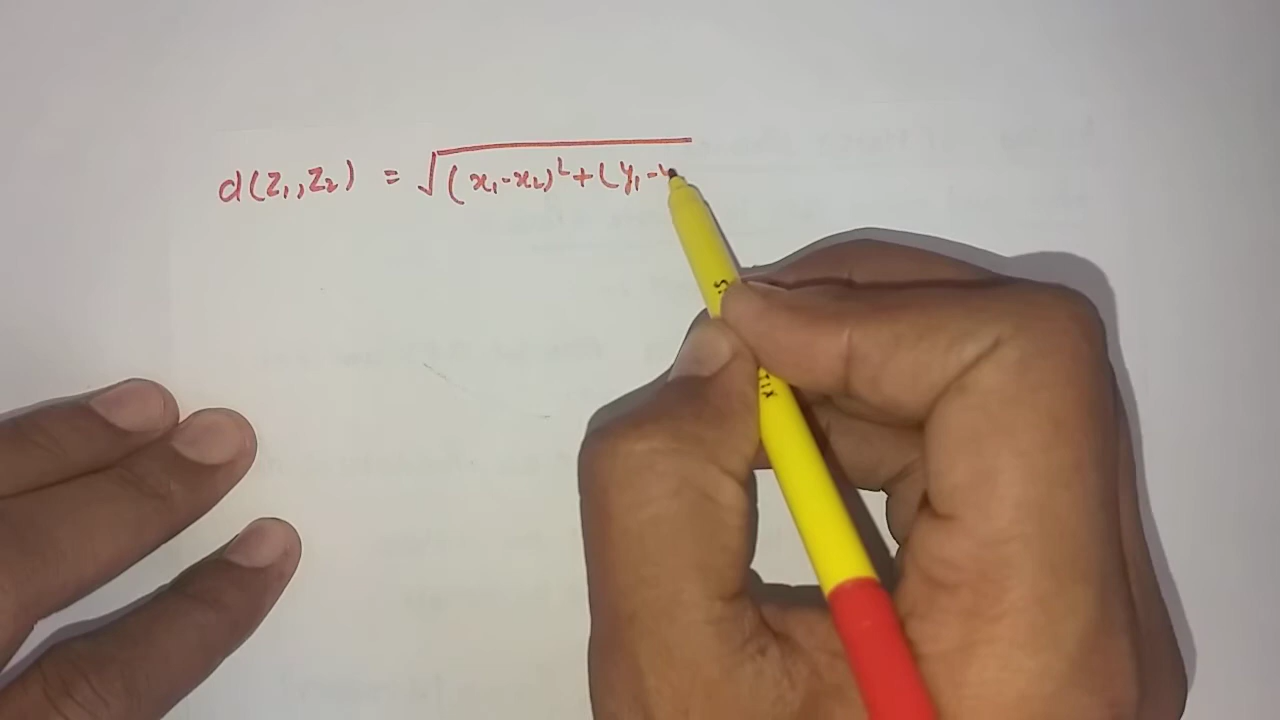 d(z₁,z₂) = √(x₁-x₂)²+(y₁-y